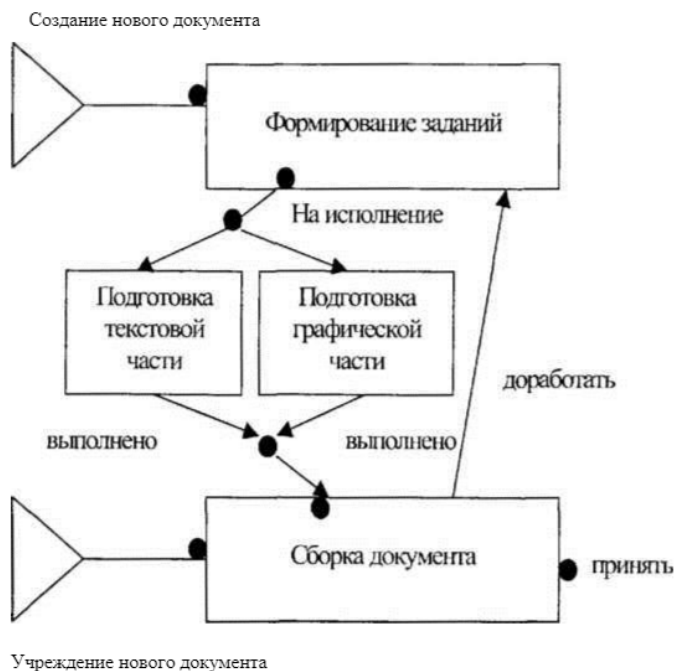 Создание нового документа
Формирование заданий
На исполнение
Подготовка
текстовой
части
Подготовка
графической
части
доработать
выполнено
выполнено
Сборка документа
принять
Учреждение нового документа